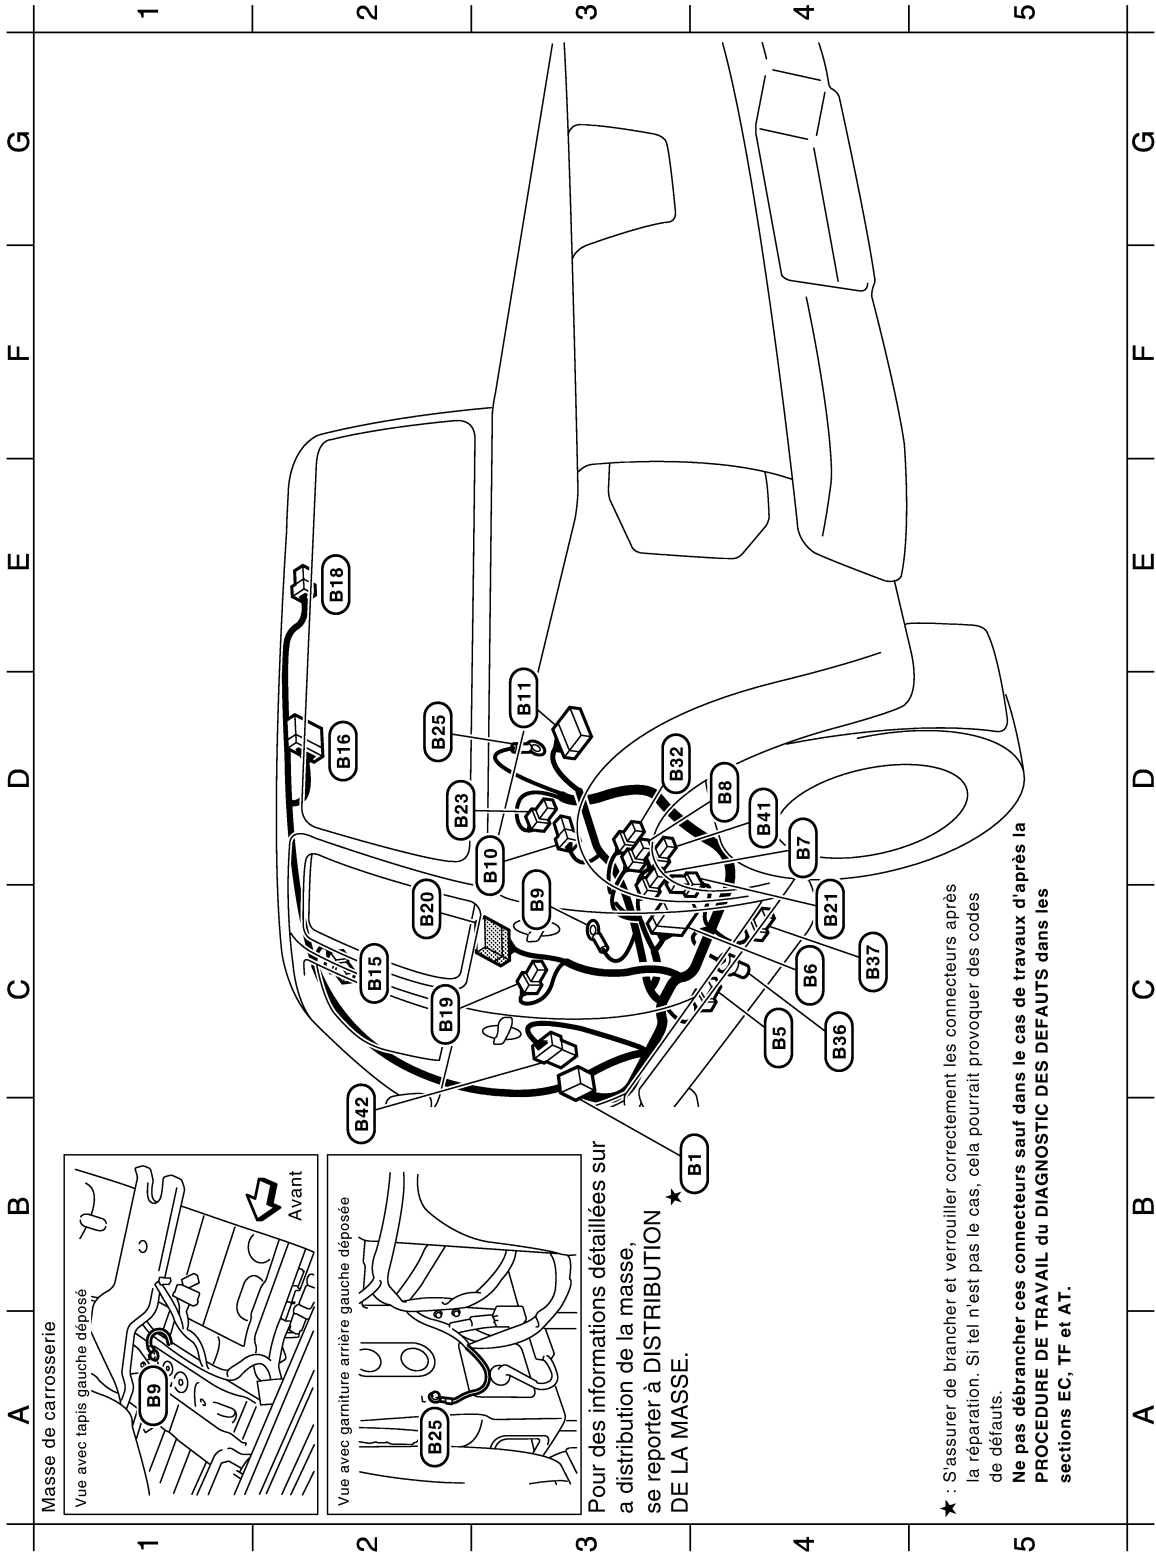 1
2
3
4
5
G
F
E
D
C
B
A
Masse de carrosserie
Vue avec tapis gauche déposé
B9
Avant
Vue avec garniture arrière gauche déposée
B25
Pour des informations détaillées sur
a distribution de la masse,
se reporter à DISTRIBUTION
DE LA MASSE.
B18
B16
B15
B25
B11
B23
B10
B20
B9
B19
B42
B1 ★
B32
B8
B41
B7
B21
B37
B6
B36
B5
★ : S'assurer de brancher et verrouiller correctement les connecteurs après
la réparation. Si tel n'est pas le cas, cela pourrait provoquer des codes
de défauts.
Ne pas débrancher ces connecteurs sauf dans le cas de travaux d'après la
PROCEDURE DE TRAVAIL du DIAGNOSTIC DES DEFAUTS dans les
sections EC, TF et AT.
G
F
E
D
C
B
A
1
2
3
4
5